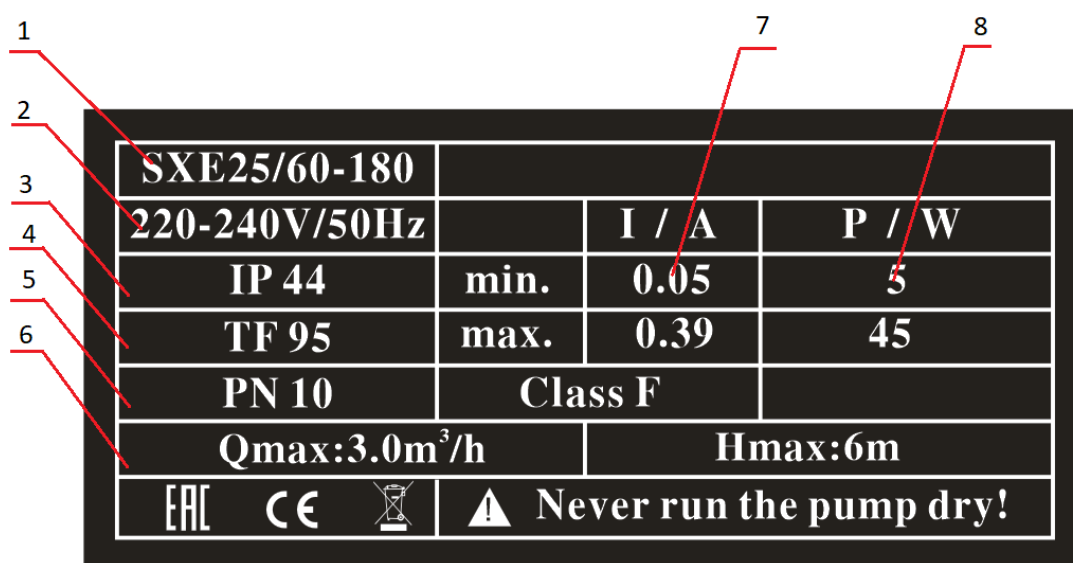 1
7
8
2
3
4
5
6
SXE25/60-180
220-240V/50Hz
I / A
P / W
IP 44
min.
0.05
5
TF 95
max.
0.39
45
PN 10
Class F
Qmax:3.0m³/h
Hmax:6m
EAC
CE
Never run the pump dry!